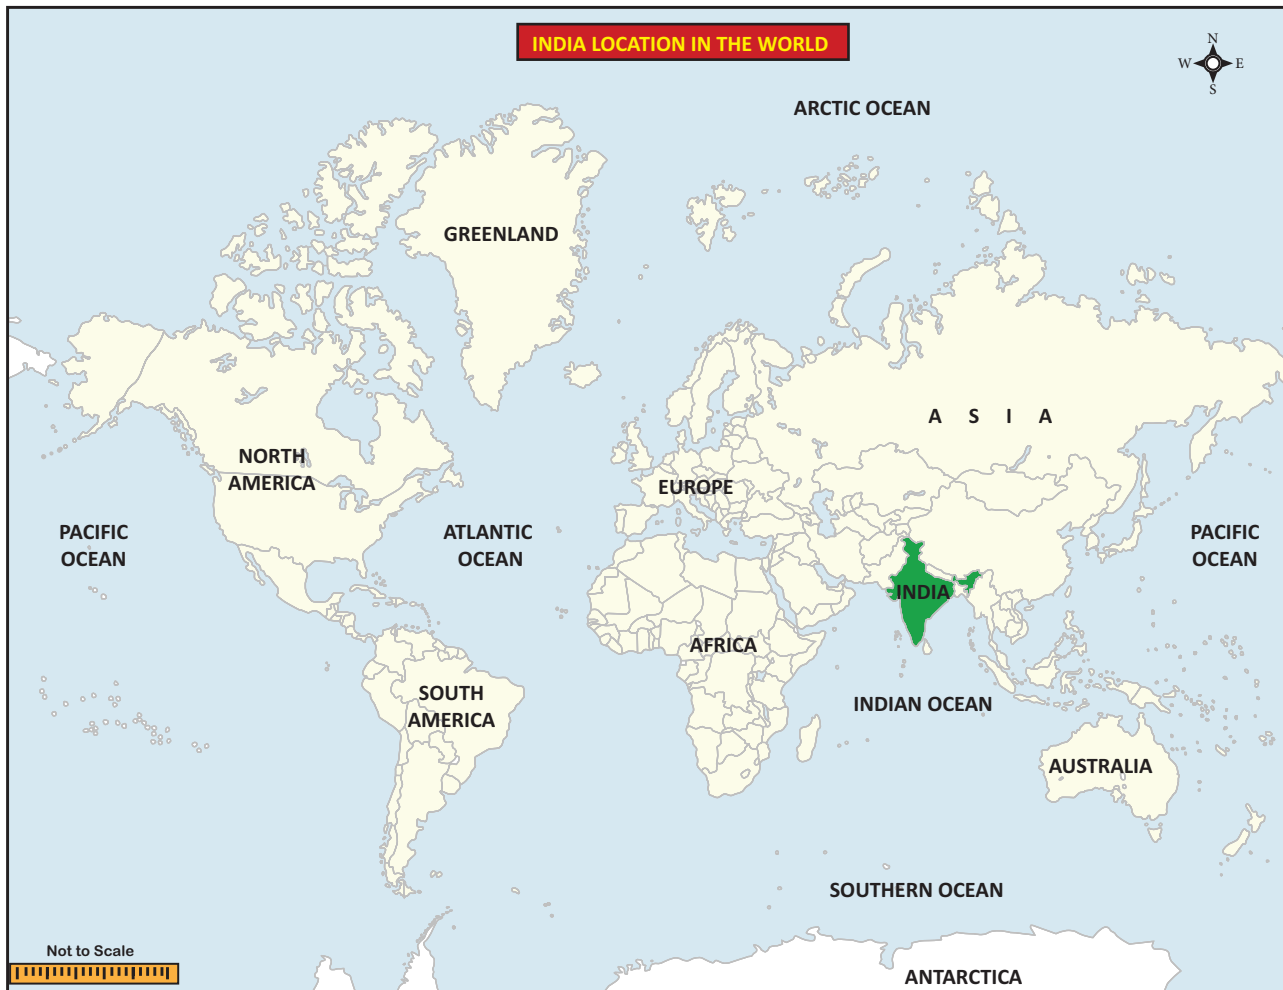 INDIA LOCATION IN THE WORLD
N
W
E
S
ARCTIC OCEAN
GREENLAND
A S I A
NORTH
AMERICA
EUROPE
PACIFIC
OCEAN
ATLANTIC
OCEAN
PACIFIC
OCEAN
INDIA
AFRICA
SOUTH
AMERICA
INDIAN OCEAN
AUSTRALIA
SOUTHERN OCEAN
Not to Scale
ANTARCTICA